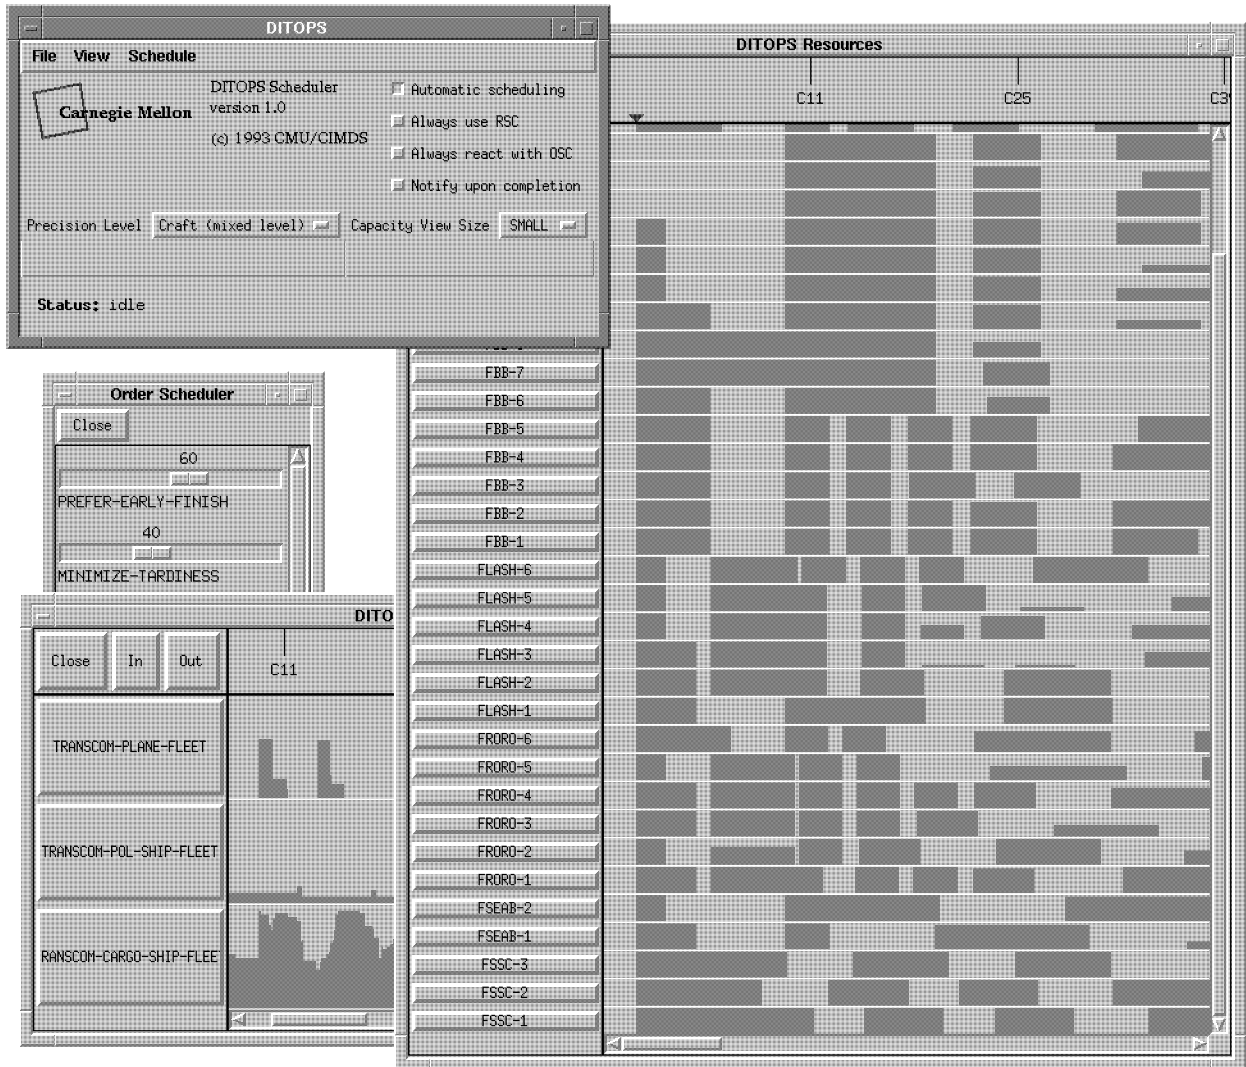 DITOPS
File View Schedule
Carnegie Mellon
DITOPS Scheduler
version 1.0
(c) 1993 CMU/CIMDS
Automatic scheduling
Always use RSC
Always react with OSC
Notify upon completion
Precision Level Craft (mixed level) Capacity View Size SMALL
Status: idle
DITOPS Resources
C11 C25
FBB-7
FBB-6
FBB-5
FBB-4
FBB-3
FBB-2
FBB-1
FLASH-6
FLASH-5
FLASH-4
FLASH-3
FLASH-2
FLASH-1
FRORO-6
FRORO-5
FRORO-4
FRORO-3
FRORO-2
FRORO-1
FSEAB-2
FSEAB-1
FSSC-3
FSSC-2
FSSC-1
Order Scheduler
Close
60
PREFER-EARLY-FINISH
40
MINIMIZE-TARDINESS
DITO
Close In Out
C11
TRANSCOM-PLANE-FLEET
TRANSCOM-POL-SHIP-FLEET
RANSCOM-CARGO-SHIP-FLEE